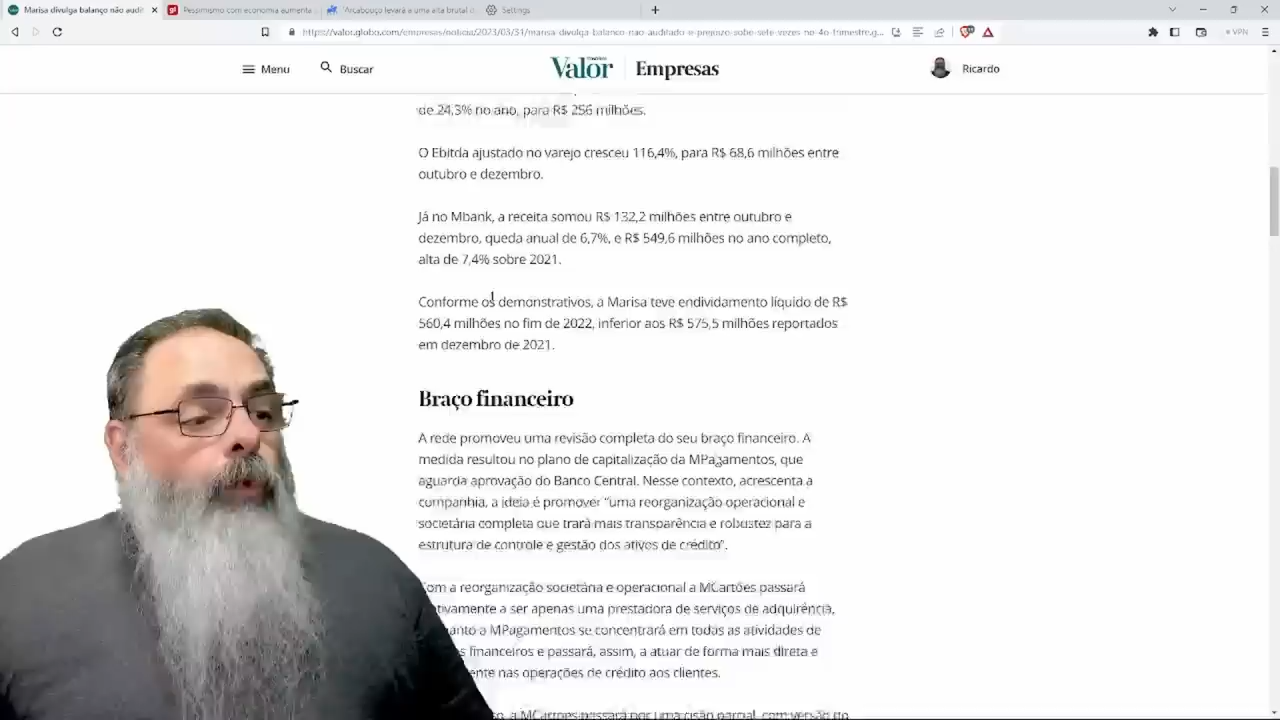 Marisa divulga balanço não audit
Pessimismo com economia aumenta
'Arcabouço levará a uma alta brutal d
Settings
https://valor.globo.com/empresas/noticia/2023/03/31/marisa-divulga-balanco-nao-auditado-e-prejuizo-sobe-sete-vezes-no-4o-trimestre.g...
VPN
Menu
Buscar
Valor
Empresas
Ricardo
de 24,3% no ano, para R$ 256 milhões.
O Ebitda ajustado no varejo cresceu 116,4%, para R$ 68,6 milhões entre
outubro e dezembro.
Já no Mbank, a receita somou R$ 132,2 milhões entre outubro e
dezembro, queda anual de 6,7%, e R$ 549,6 milhões no ano completo,
alta de 7,4% sobre 2021.
Conforme os demonstrativos, a Marisa teve endividamento líquido de R$
560,4 milhões no fim de 2022, inferior aos R$ 575,5 milhões reportados
em dezembro de 2021.
Braço financeiro
A rede promoveu uma revisão completa do seu braço financeiro. A
medida resultou no plano de capitalização da MPagamentos, que
aguarda aprovação do Banco Central. Nesse contexto, acrescenta a
companhia, a ideia é promover “uma reorganização operacional e
societária completa que trará mais transparência e robustez para a
estrutura de controle e gestão dos ativos de crédito”.
Com a reorganização societária e operacional a MCartões passará
tivamente a ser apenas uma prestadora de serviços de adquirência,
anto a MPagamentos se concentrará em todas as atividades de
s financeiros e passará, assim, a atuar de forma mais direta e
ente nas operações de crédito aos clientes.
so, a MCartões passará por uma cisão parcial, com versão do